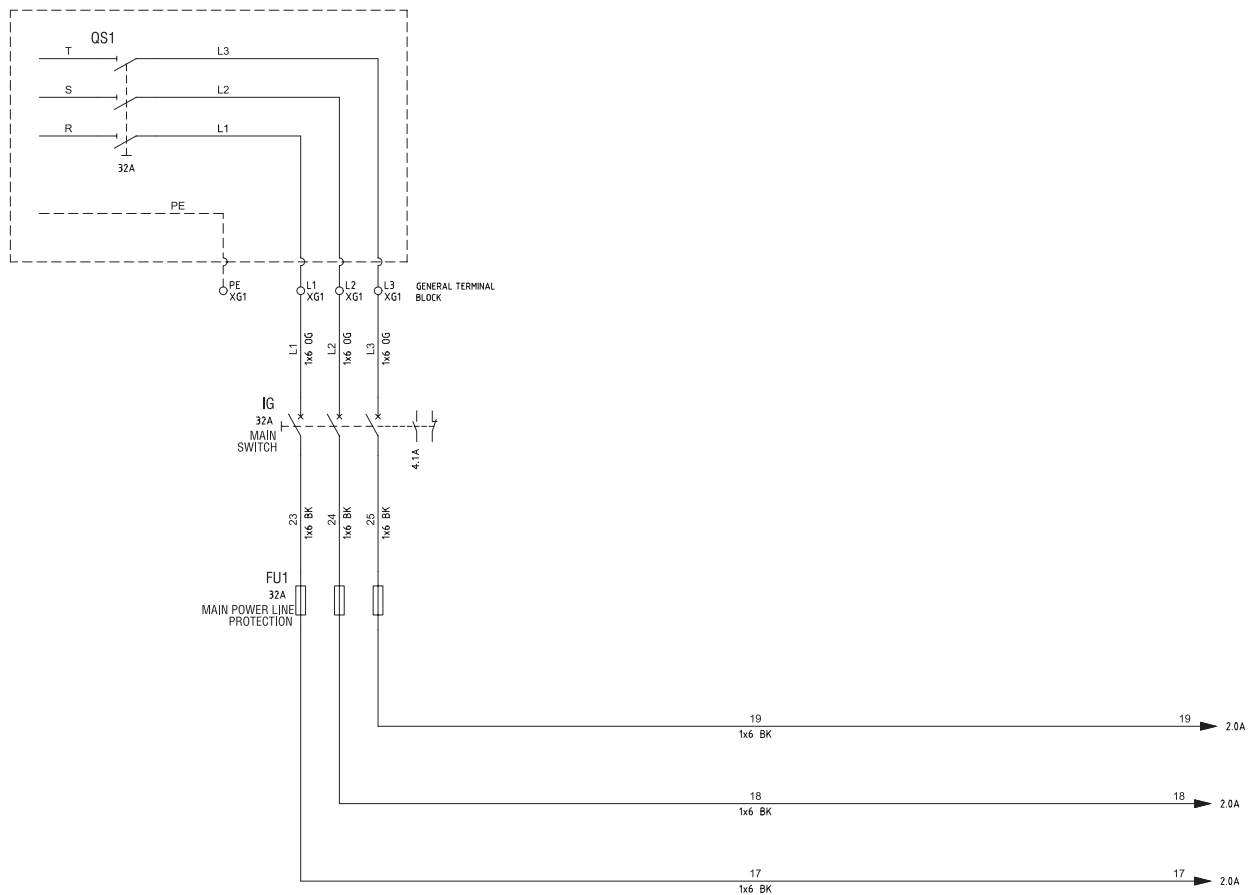 QS1
T
L3
S
L2
R
L1
32A
PE
PE
XG1
L1
XG1
L2
XG1
L3
XG1
GENERAL TERMINAL
BLOCK
L1
1x6 OG
L2
1x6 OG
L3
1x6 OG
IG
32A
MAIN
SWITCH
4.1A
23
1x6 BK
24
1x6 BK
25
1x6 BK
FU1
32A
MAIN POWER LINE
PROTECTION
19
1x6 BK
19
2.0A
18
1x6 BK
18
2.0A
17
1x6 BK
17
2.0A